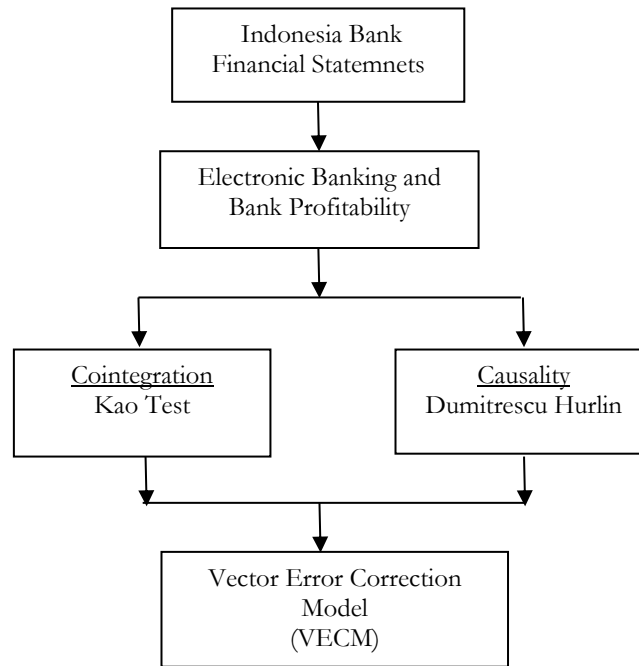 Indonesia Bank
Financial Statemnets
Electronic Banking and
Bank Profitability
Cointegration
Kao Test
Causality
Dumitrescu Hurlin
Vector Error Correction
Model
(VECM)